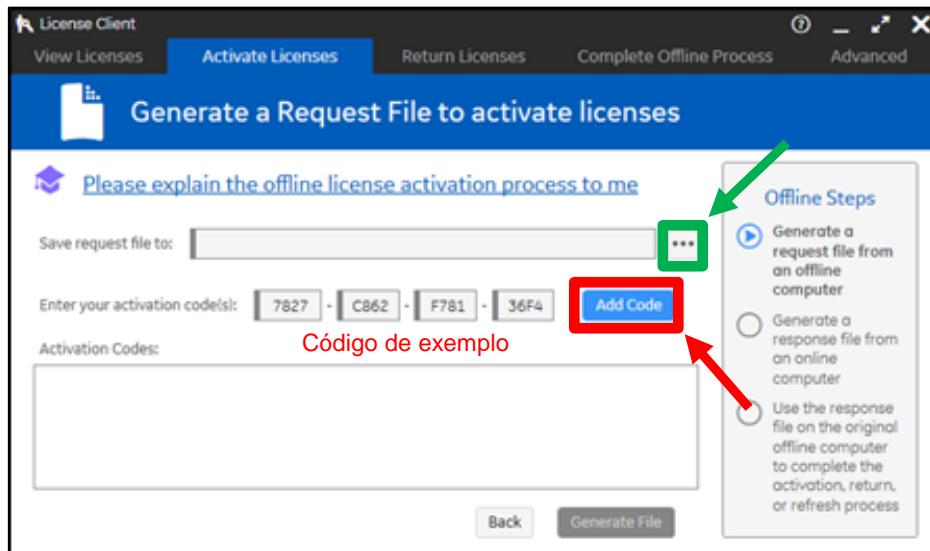 License Client
View Licenses Activate Licenses Return Licenses Complete Offline Process Advanced
Generate a Request File to activate licenses
Please explain the offline license activation process to me
Save request file to: ...
Enter your activation code(s): 7827 - C862 - F781 - 36F4 Add Code
Código de exemplo
Activation Codes:
Back Generate File
Offline Steps
Generate a
request file from
an offline
computer
Generate a
response file from
an online
computer
Use the response
file on the original
offline computer
to complete the
activation, return,
or refresh process